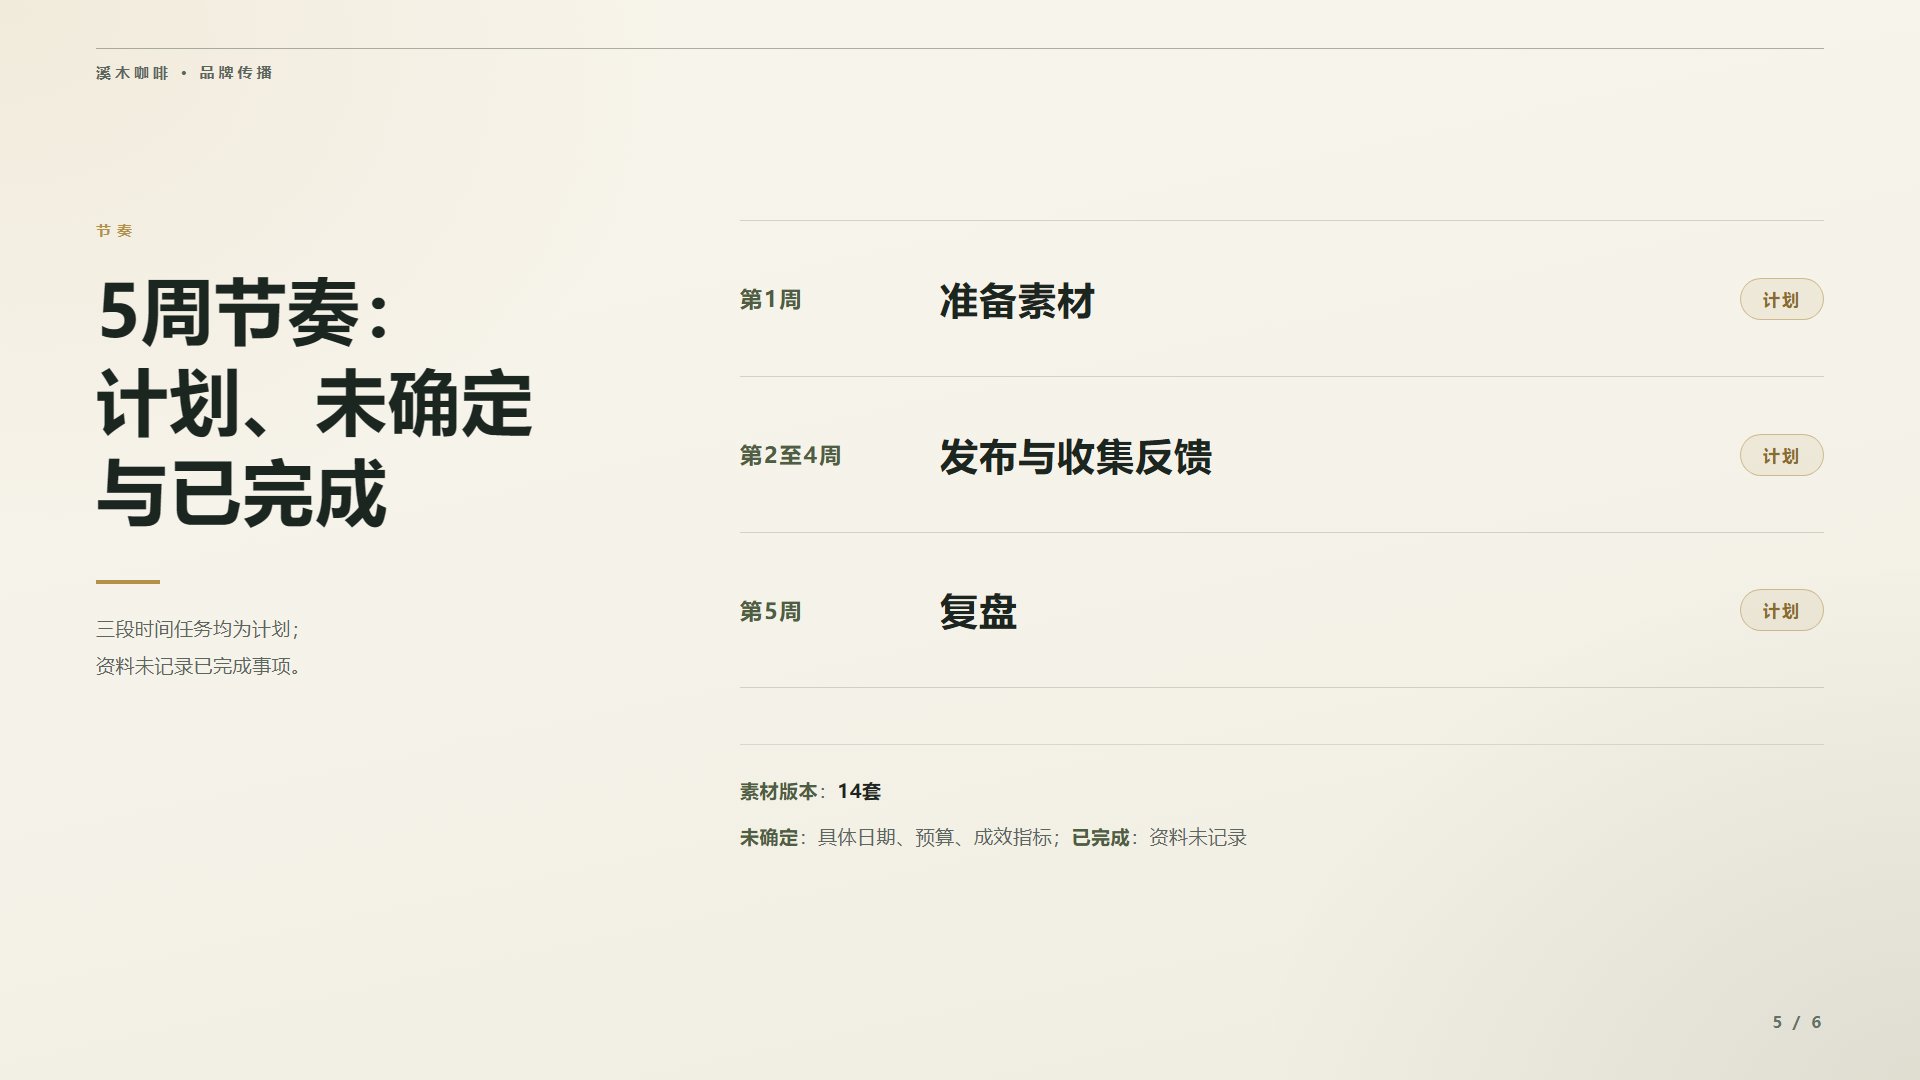 溪木咖啡 • 品牌传播
节奏
5周节奏：
计划、未确定
与已完成
三段时间任务均为计划；
资料未记录已完成事项。
第1周 准备素材 计划
第2至4周 发布与收集反馈 计划
第5周 复盘 计划
素材版本：14套
未确定：具体日期、预算、成效指标；已完成：资料未记录
5 / 6